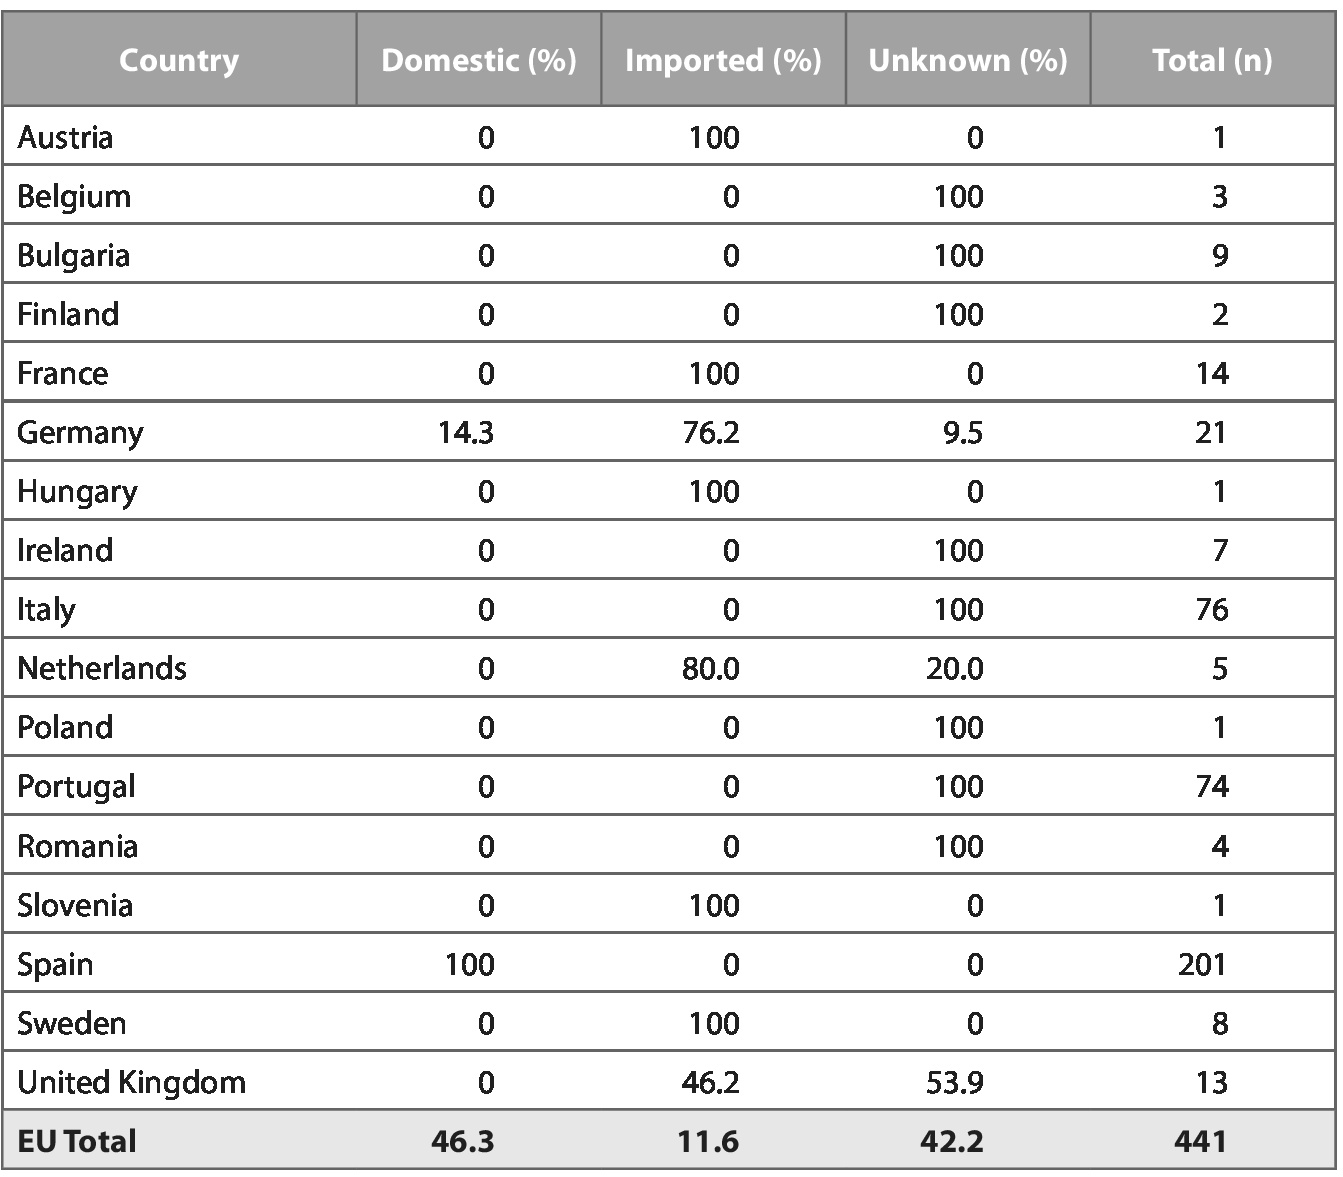 Country Domestic (%) Imported (%) Unknown (%) Total (n)
Austria 0 100 0 1
Belgium 0 0 100 3
Bulgaria 0 0 100 9
Finland 0 0 100 2
France 0 100 0 14
Germany 14.3 76.2 9.5 21
Hungary 0 100 0 1
Ireland 0 0 100 7
Italy 0 0 100 76
Netherlands 0 80.0 20.0 5
Poland 0 0 100 1
Portugal 0 0 100 74
Romania 0 0 100 4
Slovenia 0 100 0 1
Spain 100 0 0 201
Sweden 0 100 0 8
United Kingdom 0 46.2 53.9 13
EU Total 46.3 11.6 42.2 441